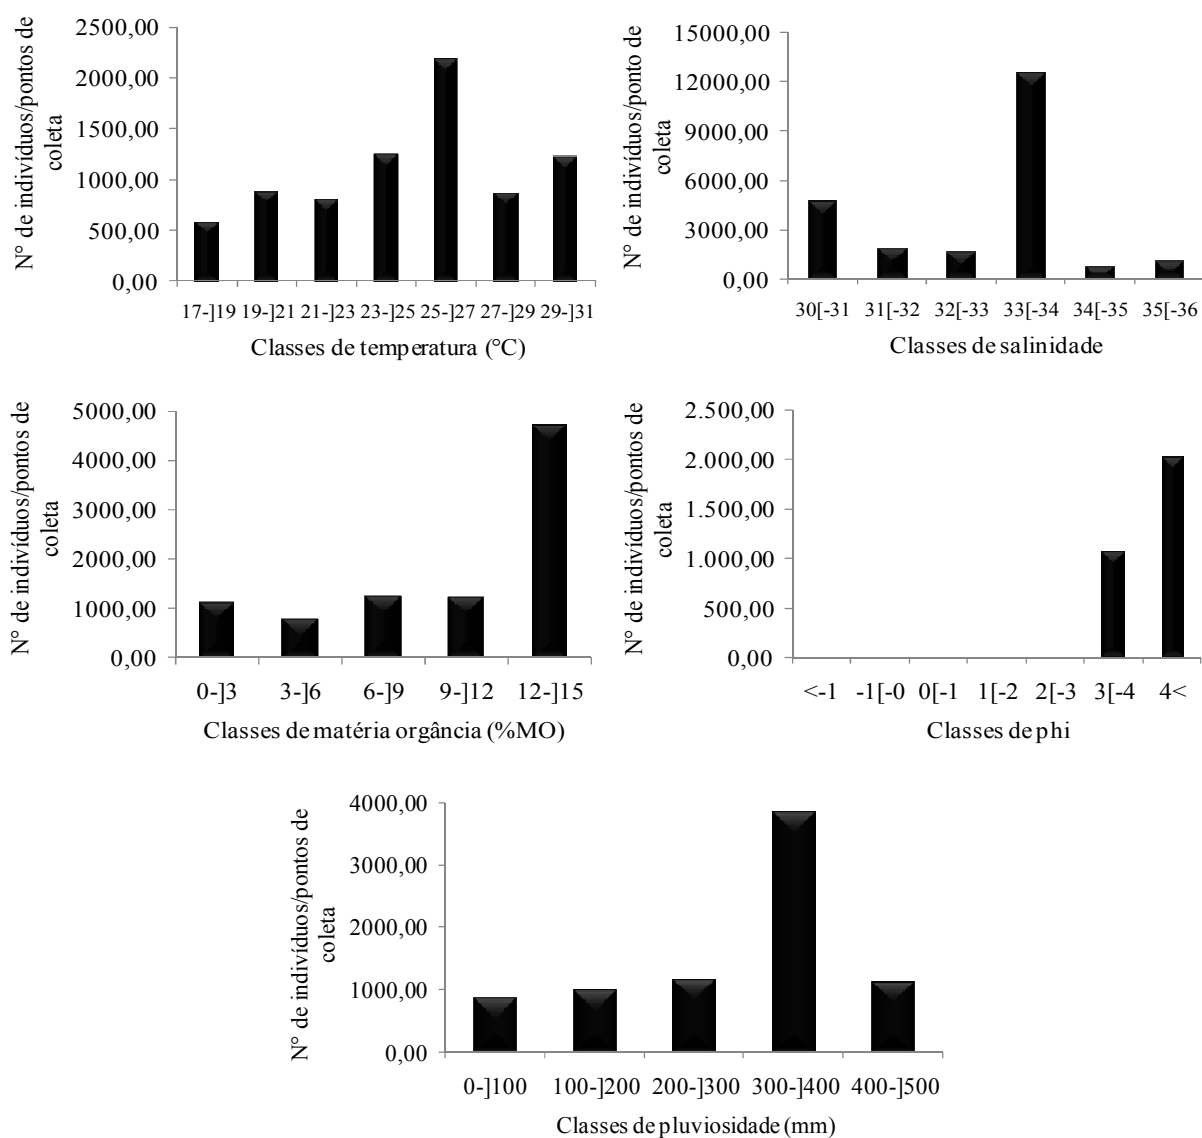 N° de indivíduos/pontos de
coleta
2500,00
2000,00
1500,00
1000,00
500,00
0,00
17-]19 19-]21 21-]23 23-]25 25-]27 27-]29 29-]31
Classes de temperatura (°C)
N° de indivíduos/ponto de
coleta
15000,00
12000,00
9000,00
6000,00
3000,00
0,00
30[-31 31[-32 32[-33 33[-34 34[-35 35[-36
Classes de salinidade
N° de indivíduos/pontos de
coleta
5000,00
4000,00
3000,00
2000,00
1000,00
0,00
0-]3 3-]6 6-]9 9-]12 12-]15
Classes de matéria orgância (%MO)
N° de indivíduos/pontos de
coleta
2.500,00
2.000,00
1.500,00
1.000,00
500,00
0,00
<-1 -1[-0 0[-1 1[-2 2[-3 3[-4 4<
Classes de phi
N° de indivíduos/pontos de
coleta
4000,00
3000,00
2000,00
1000,00
0,00
0-]100 100-]200 200-]300 300-]400 400-]500
Classes de pluviosidade (mm)